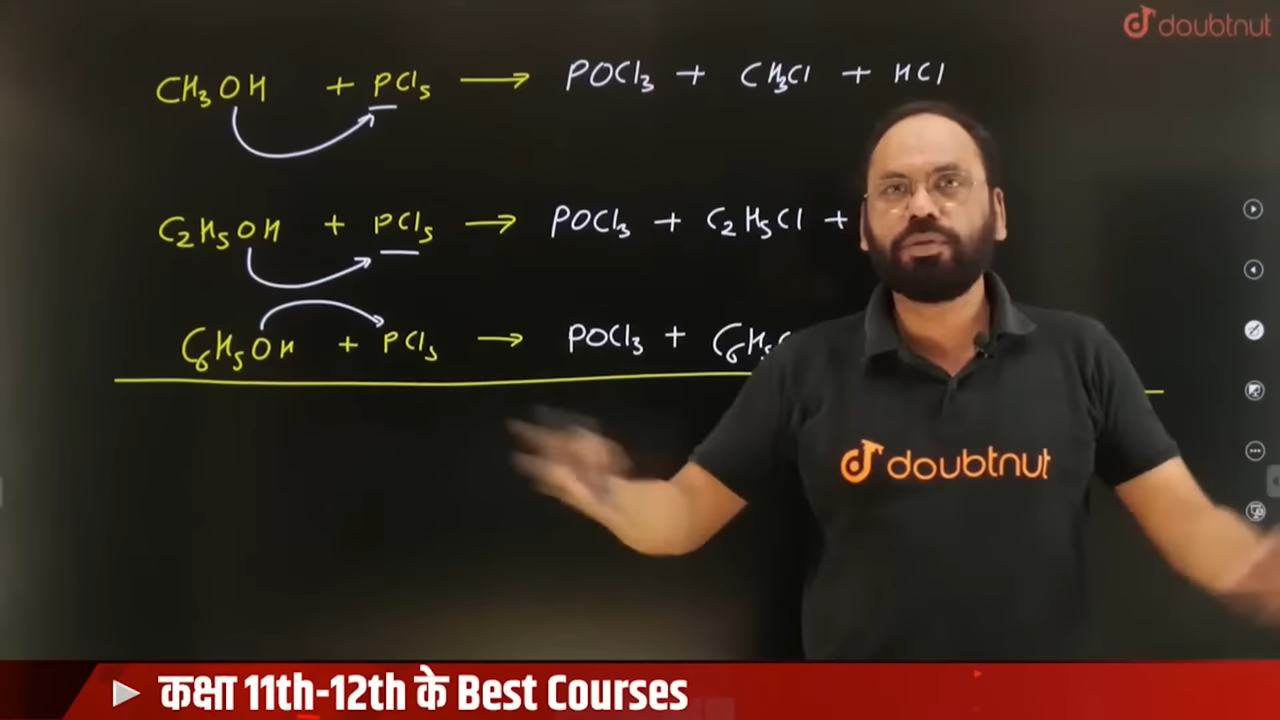 doubtnut
CH₃OH + PCl₅ → POCl₃ + CH₃Cl + HCl
C₂H₅OH + PCl₅ → POCl₃ + C₂H₅Cl +
C₆H₅OH + PCl₅ → POCl₃ + C₆H₅
doubtnut
कक्षा 11th-12th के Best Courses